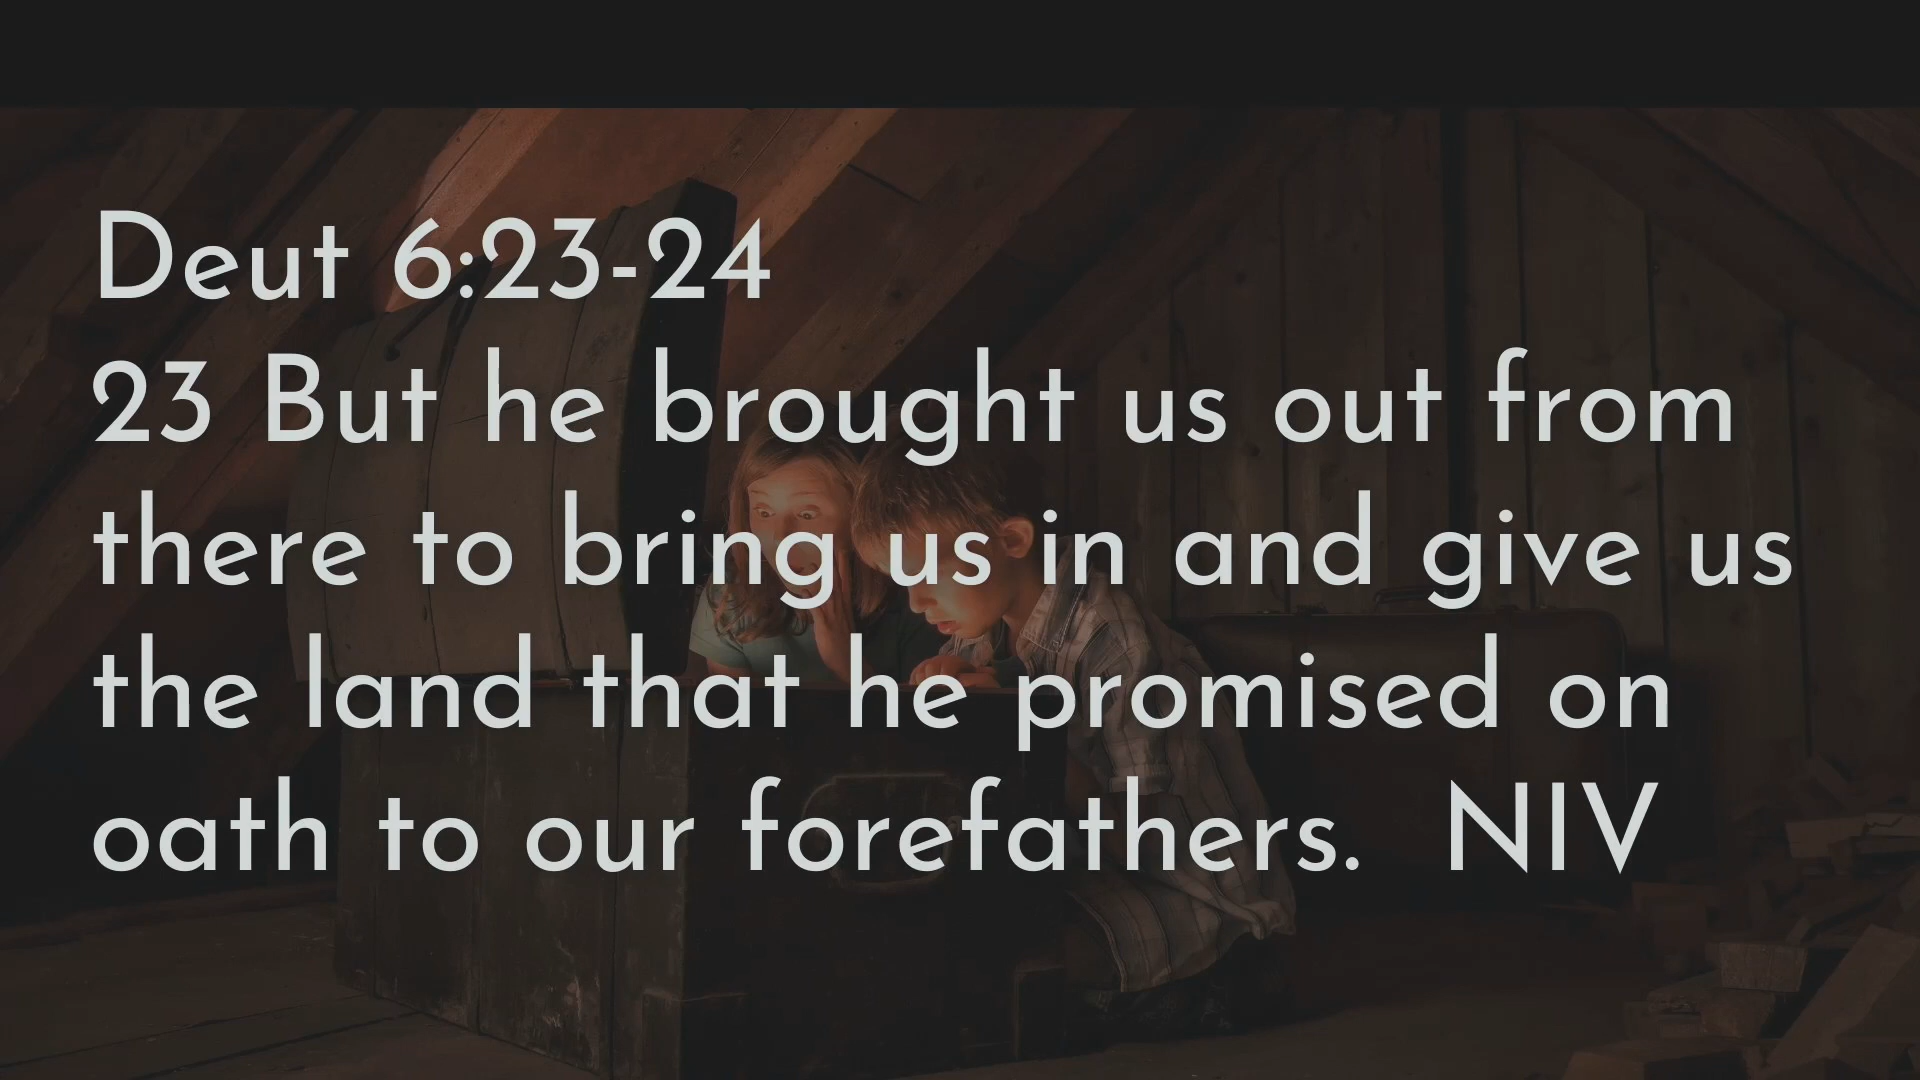 Deut 6:23-24
23 But he brought us out from
there to bring us in and give us
the land that he promised on
oath to our forefathers.  NIV